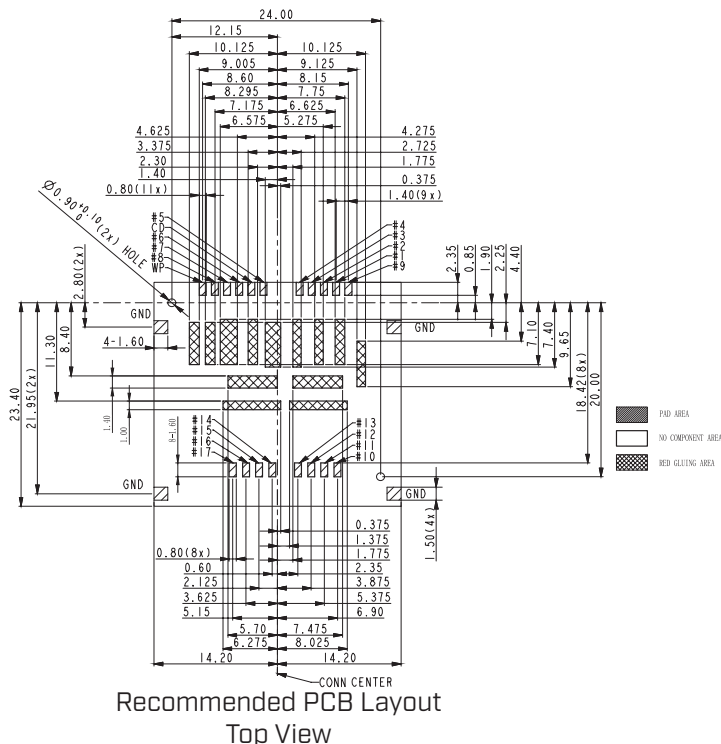 24.00
12.15
10.125 10.125
9.005 9.125
8.60 8.15
8.295 7.75
7.175 6.625
6.575 5.275
4.625 4.275
3.375 2.725
2.30 1.775
1.40 0.375
0.80(11x) 1.40(9x)
Ø0.90 +0.10 0 (2x) HOLE
#5
CD
#6
#7
#8
WP
#4
#3
#2
#1
#9
2.35
0.85
1.90
2.25
4.40
2.80(2x)
GND
GND
4-1.60
11.30
8.40
23.40
21.95(2x)
1.40
1.00
8-1.60
7.10
7.40
9.65
18.42(8x)
20.00
#14
#15
#16
#17
#13
#12
#11
#10
GND
GND
1.50(4x)
PAD AREA
NO COMPONENT AREA
RED GLUING AREA
0.375
1.375
0.80(8x) 1.775
0.60 2.35
2.125 3.875
3.625 5.375
5.15 6.90
5.70 7.475
6.275 8.025
14.20 14.20
CONN CENTER
Recommended PCB Layout
Top View